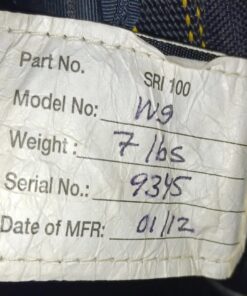 Part No. SRI 100
Model No: W9
Weight: 7 lbs
Serial No.: 9345
Date of MFR: 01/12